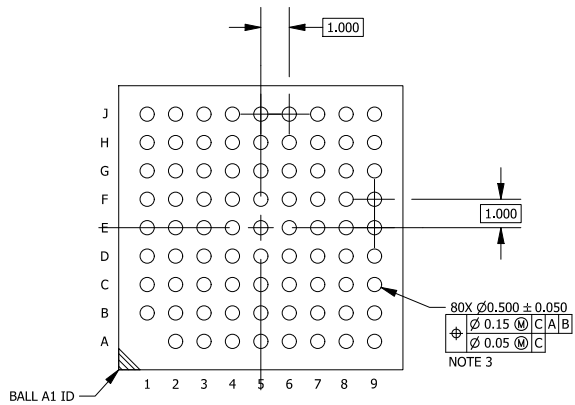 1.000
J
H
G
F
E
D
C
B
A
1.000
80X Ø0.500 ± 0.050
⌖ Ø 0.15 Ⓜ C A B
Ø 0.05 Ⓜ C
NOTE 3
1 2 3 4 5 6 7 8 9
BALL A1 ID